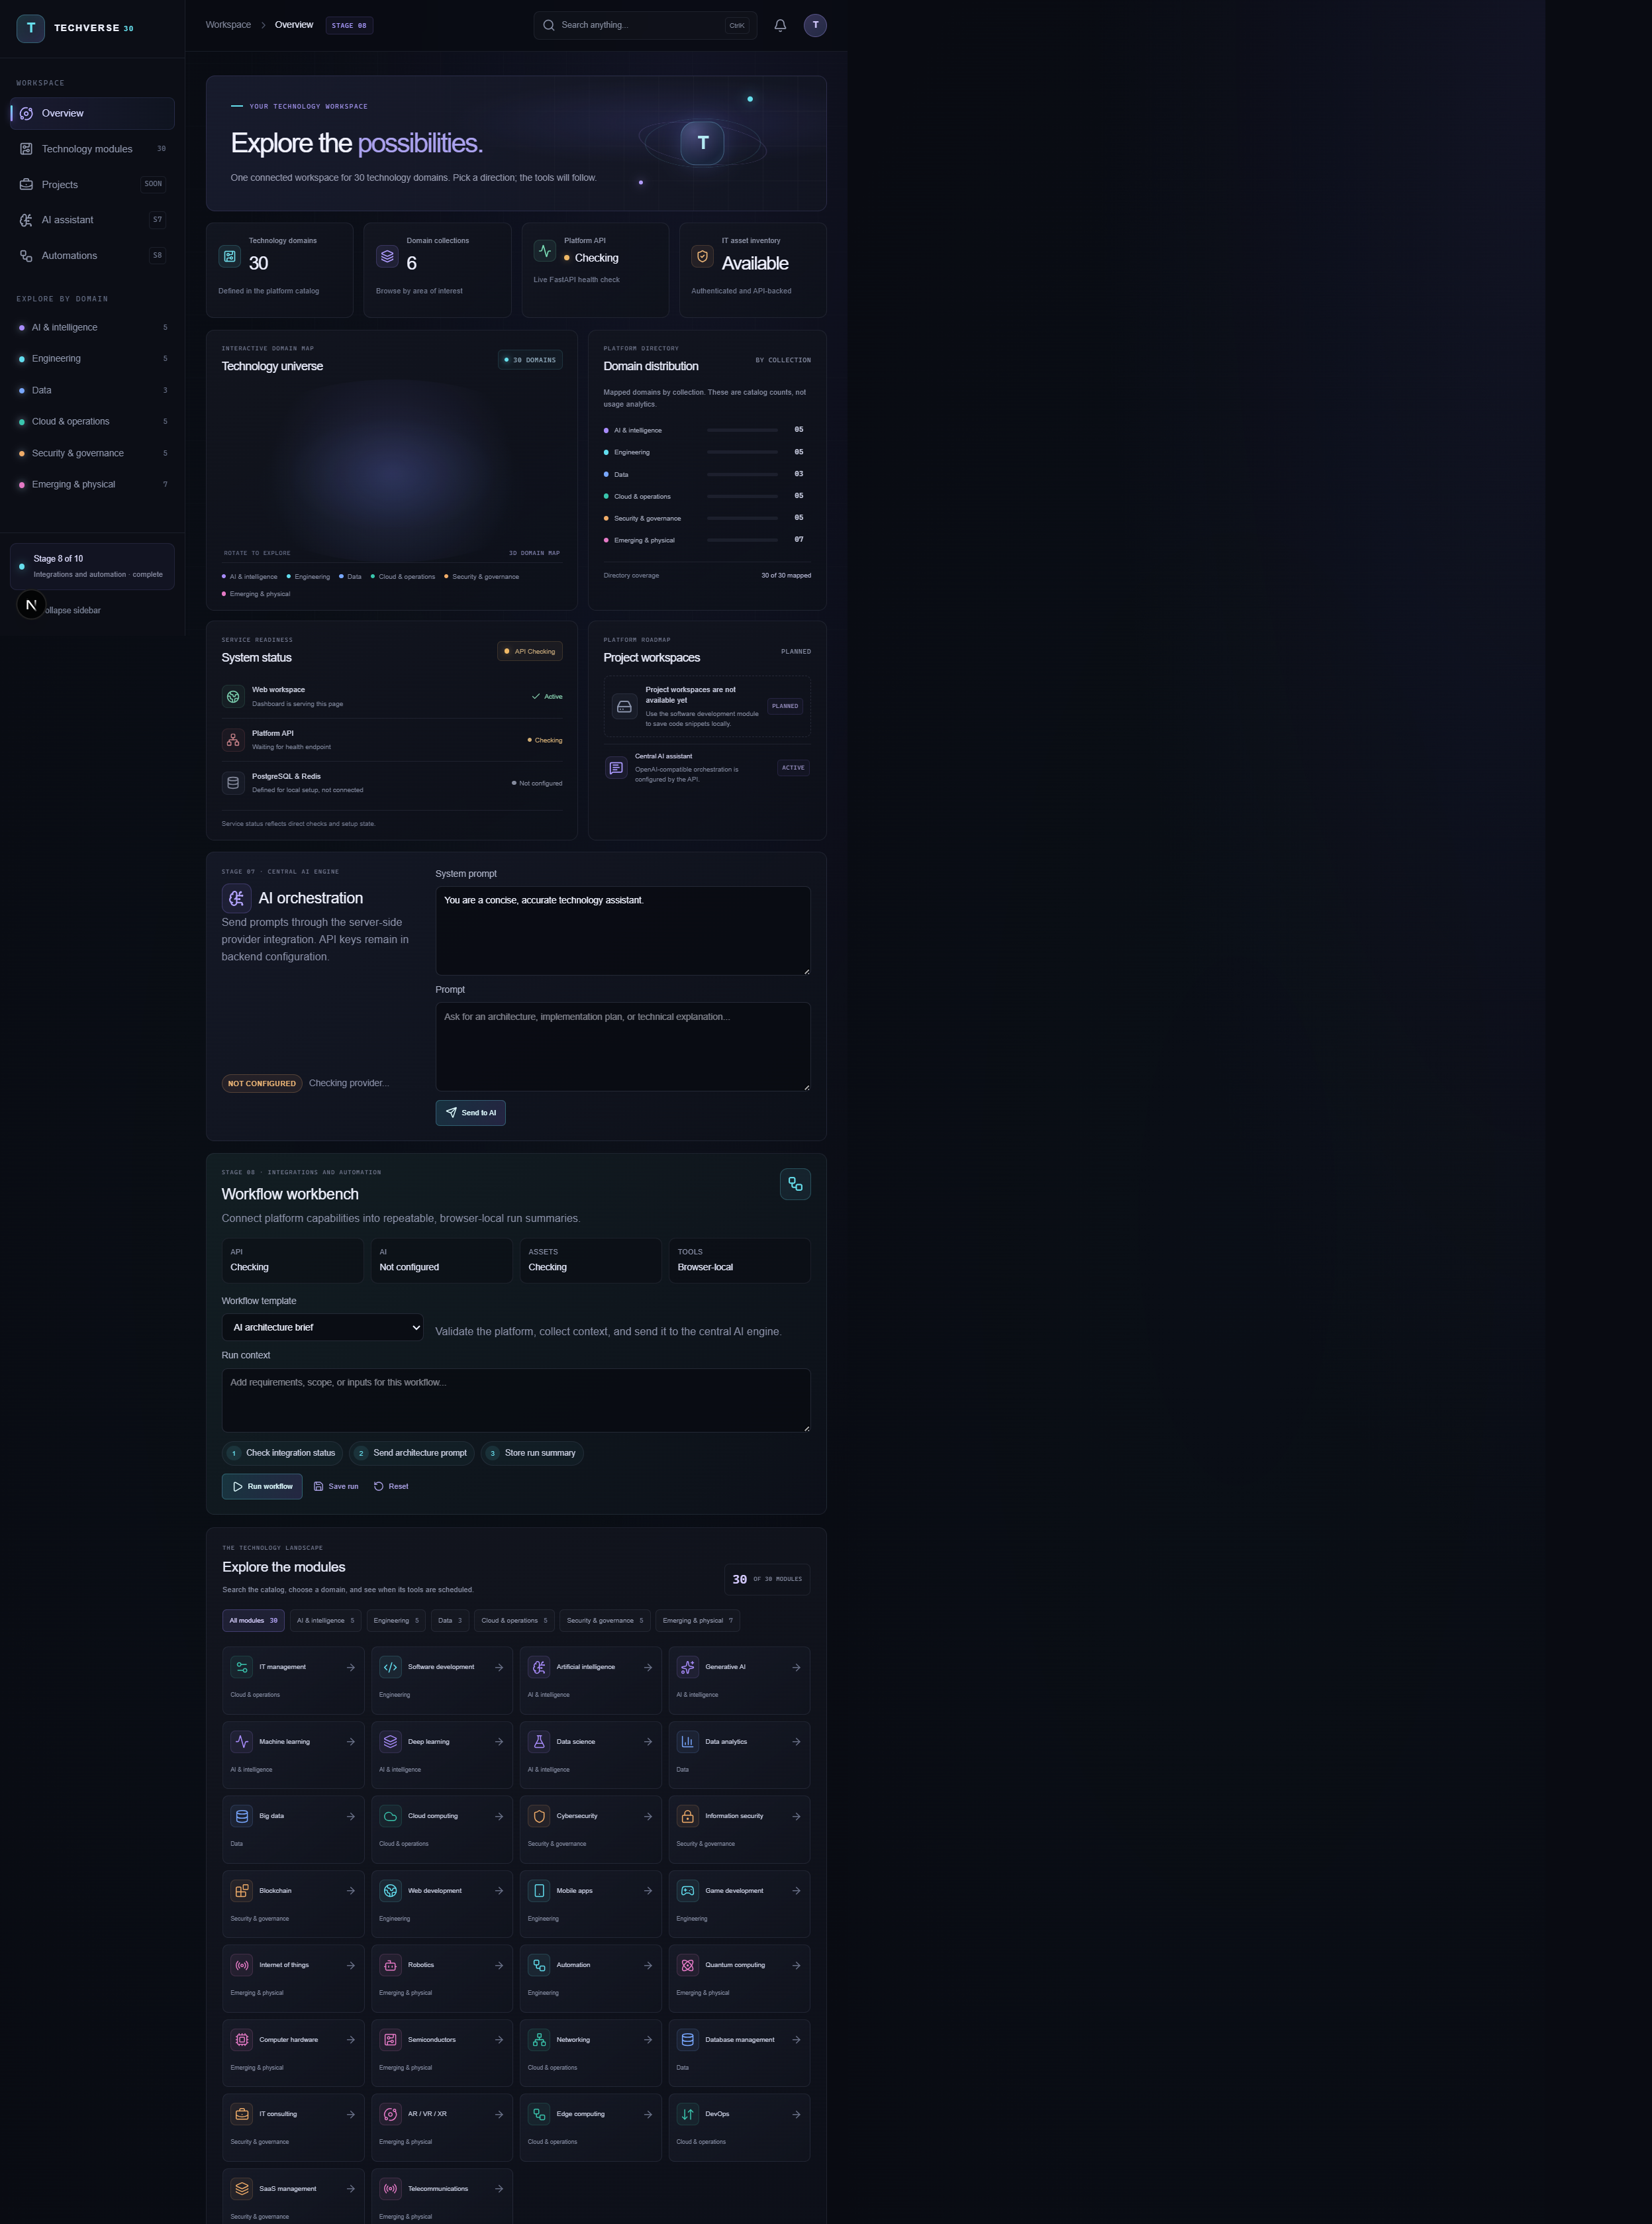 T TECHVERSE 30
WORKSPACE
Overview
Technology modules 30
Projects SOON
AI assistant S7
Automations S8
EXPLORE BY DOMAIN
AI & intelligence 5
Engineering 5
Data 3
Cloud & operations 5
Security & governance 5
Emerging & physical 7
Stage 8 of 10
Integrations and automation · complete
N ollapse sidebar
Workspace > Overview STAGE 08
Search anything... CtrlK
T
YOUR TECHNOLOGY WORKSPACE
Explore the possibilities.
One connected workspace for 30 technology domains. Pick a direction; the tools will follow.
T
Technology domains
30
Defined in the platform catalog
Domain collections
6
Browse by area of interest
Platform API
Checking
Live FastAPI health check
IT asset inventory
Available
Authenticated and API-backed
INTERACTIVE DOMAIN MAP
Technology universe
30 DOMAINS
ROTATE TO EXPLORE
3D DOMAIN MAP
AI & intelligence Engineering Data Cloud & operations Security & governance
Emerging & physical
PLATFORM DIRECTORY
Domain distribution
BY COLLECTION
Mapped domains by collection. These are catalog counts, not
usage analytics.
AI & intelligence 05
Engineering 05
Data 03
Cloud & operations 05
Security & governance 05
Emerging & physical 07
Directory coverage 30 of 30 mapped
SERVICE READINESS
System status
API Checking
Web workspace
Dashboard is serving this page
Active
Platform API
Waiting for health endpoint
Checking
PostgreSQL & Redis
Defined for local setup, not connected
Not configured
Service status reflects direct checks and setup state.
PLATFORM ROADMAP
Project workspaces
PLANNED
Project workspaces are not
available yet
Use the software development module
to save code snippets locally.
PLANNED
Central AI assistant
OpenAI-compatible orchestration is
configured by the API.
ACTIVE
STAGE 07 · CENTRAL AI ENGINE
AI orchestration
Send prompts through the server-side
provider integration. API keys remain in
backend configuration.
NOT CONFIGURED Checking provider...
System prompt
You are a concise, accurate technology assistant.
Prompt
Ask for an architecture, implementation plan, or technical explanation...
Send to AI
STAGE 08 · INTEGRATIONS AND AUTOMATION
Workflow workbench
Connect platform capabilities into repeatable, browser-local run summaries.
API
Checking
AI
Not configured
ASSETS
Checking
TOOLS
Browser-local
Workflow template
AI architecture brief
Validate the platform, collect context, and send it to the central AI engine.
Run context
Add requirements, scope, or inputs for this workflow...
1 Check integration status 2 Send architecture prompt 3 Store run summary
Run workflow Save run Reset
THE TECHNOLOGY LANDSCAPE
Explore the modules
Search the catalog, choose a domain, and see when its tools are scheduled.
30 OF 30 MODULES
All modules 30 AI & intelligence 5 Engineering 5 Data 3 Cloud & operations 5 Security & governance 5 Emerging & physical 7
IT management
Cloud & operations
Software development
Engineering
Artificial intelligence
AI & intelligence
Generative AI
AI & intelligence
Machine learning
AI & intelligence
Deep learning
AI & intelligence
Data science
AI & intelligence
Data analytics
Data
Big data
Data
Cloud computing
Cloud & operations
Cybersecurity
Security & governance
Information security
Security & governance
Blockchain
Security & governance
Web development
Engineering
Mobile apps
Engineering
Game development
Engineering
Internet of things
Emerging & physical
Robotics
Emerging & physical
Automation
Engineering
Quantum computing
Emerging & physical
Computer hardware
Emerging & physical
Semiconductors
Emerging & physical
Networking
Cloud & operations
Database management
Data
IT consulting
Security & governance
AR / VR / XR
Emerging & physical
Edge computing
Cloud & operations
DevOps
Cloud & operations
SaaS management
Security & governance
Telecommunications
Emerging & physical